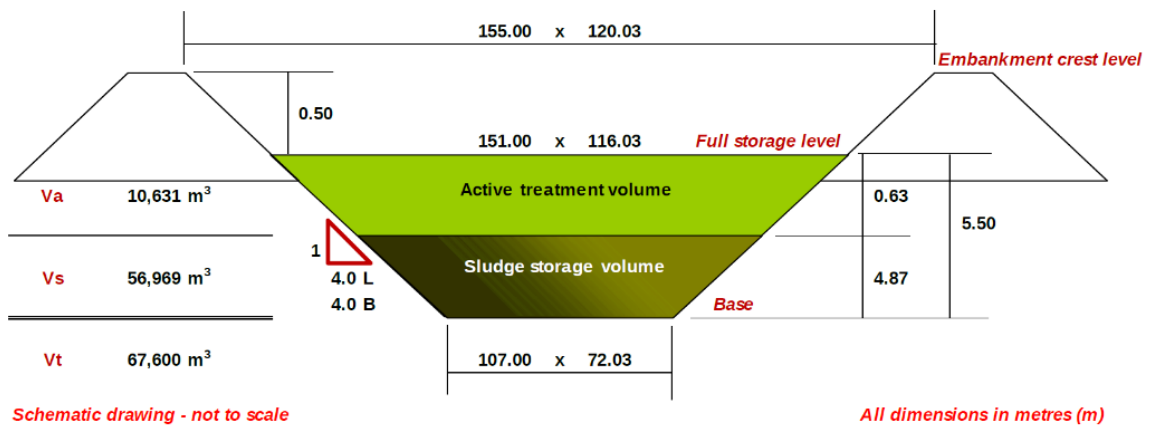 155.00 x 120.03
Embankment crest level
0.50
151.00 x 116.03
Full storage level
Active treatment volume
Va 10,631 m³
0.63
5.50
1
4.0 L
4.0 B
Sludge storage volume
Vs 56,969 m³
4.87
Base
Vt 67,600 m³
107.00 x 72.03
Schematic drawing - not to scale
All dimensions in metres (m)